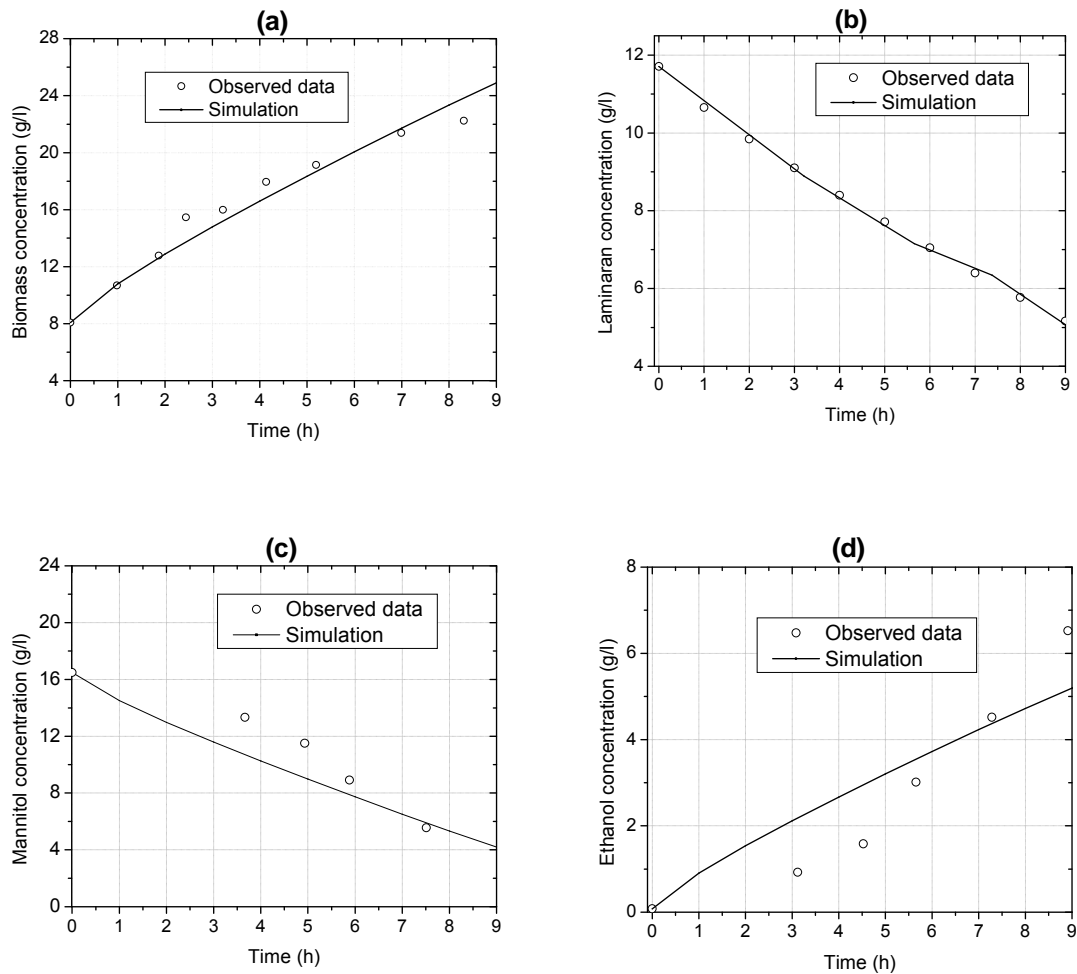 (a)
28
24
20
16
12
8
4
Biomass concentration (g/l)
Observed data
Simulation
0 1 2 3 4 5 6 7 8 9
Time (h)
(b)
12
10
8
6
4
Laminaran concentration (g/l)
Observed data
Simulation
0 1 2 3 4 5 6 7 8 9
Time (h)
(c)
24
20
16
12
8
4
0
Mannitol concentration (g/l)
Observed data
Simulation
0 1 2 3 4 5 6 7 8 9
Time (h)
(d)
8
6
4
2
0
Ethanol concentration (g/l)
Observed data
Simulation
0 1 2 3 4 5 6 7 8 9
Time (h)